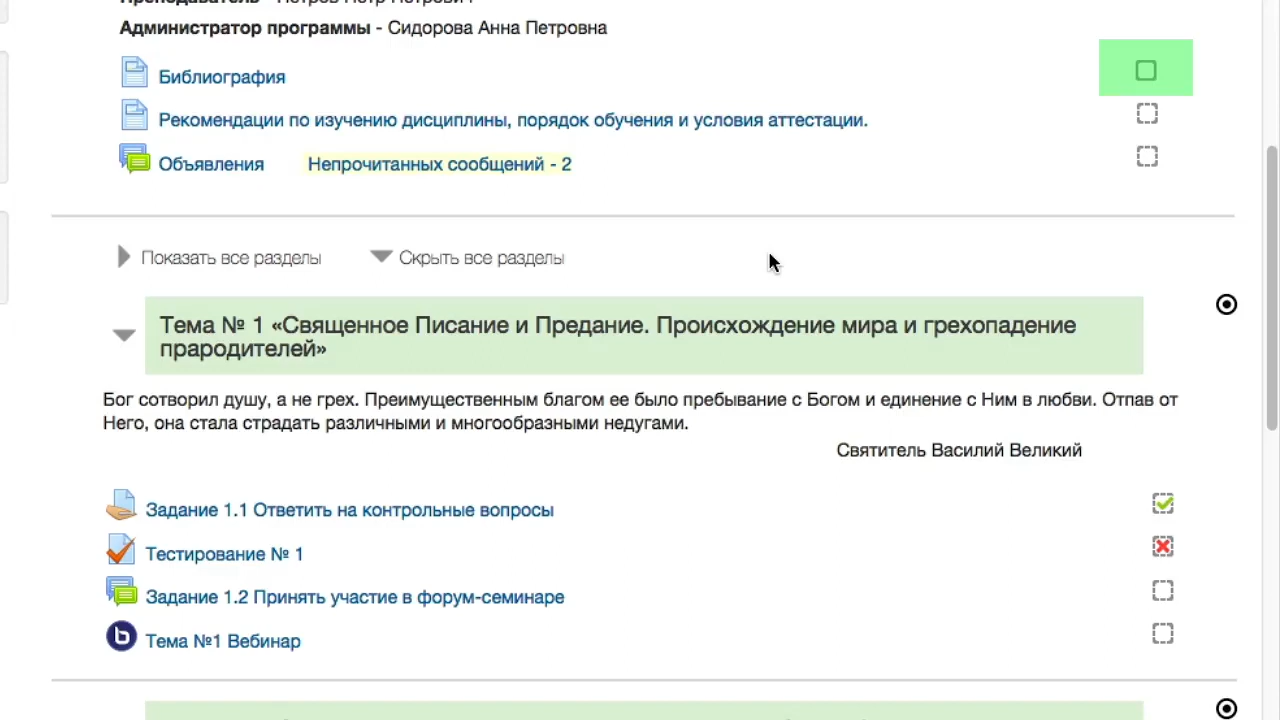 Преподаватель - Петров Петр Петрович
Администратор программы - Сидорова Анна Петровна
Библиография
Рекомендации по изучению дисциплины, порядок обучения и условия аттестации.
Объявления Непрочитанных сообщений - 2
Показать все разделы Скрыть все разделы
Тема № 1 «Священное Писание и Предание. Происхождение мира и грехопадение
прародителей»
Бог сотворил душу, а не грех. Преимущественным благом ее было пребывание с Богом и единение с Ним в любви. Отпав от
Него, она стала страдать различными и многообразными недугами.
Святитель Василий Великий
Задание 1.1 Ответить на контрольные вопросы
Тестирование № 1
Задание 1.2 Принять участие в форум-семинаре
Тема №1 Вебинар